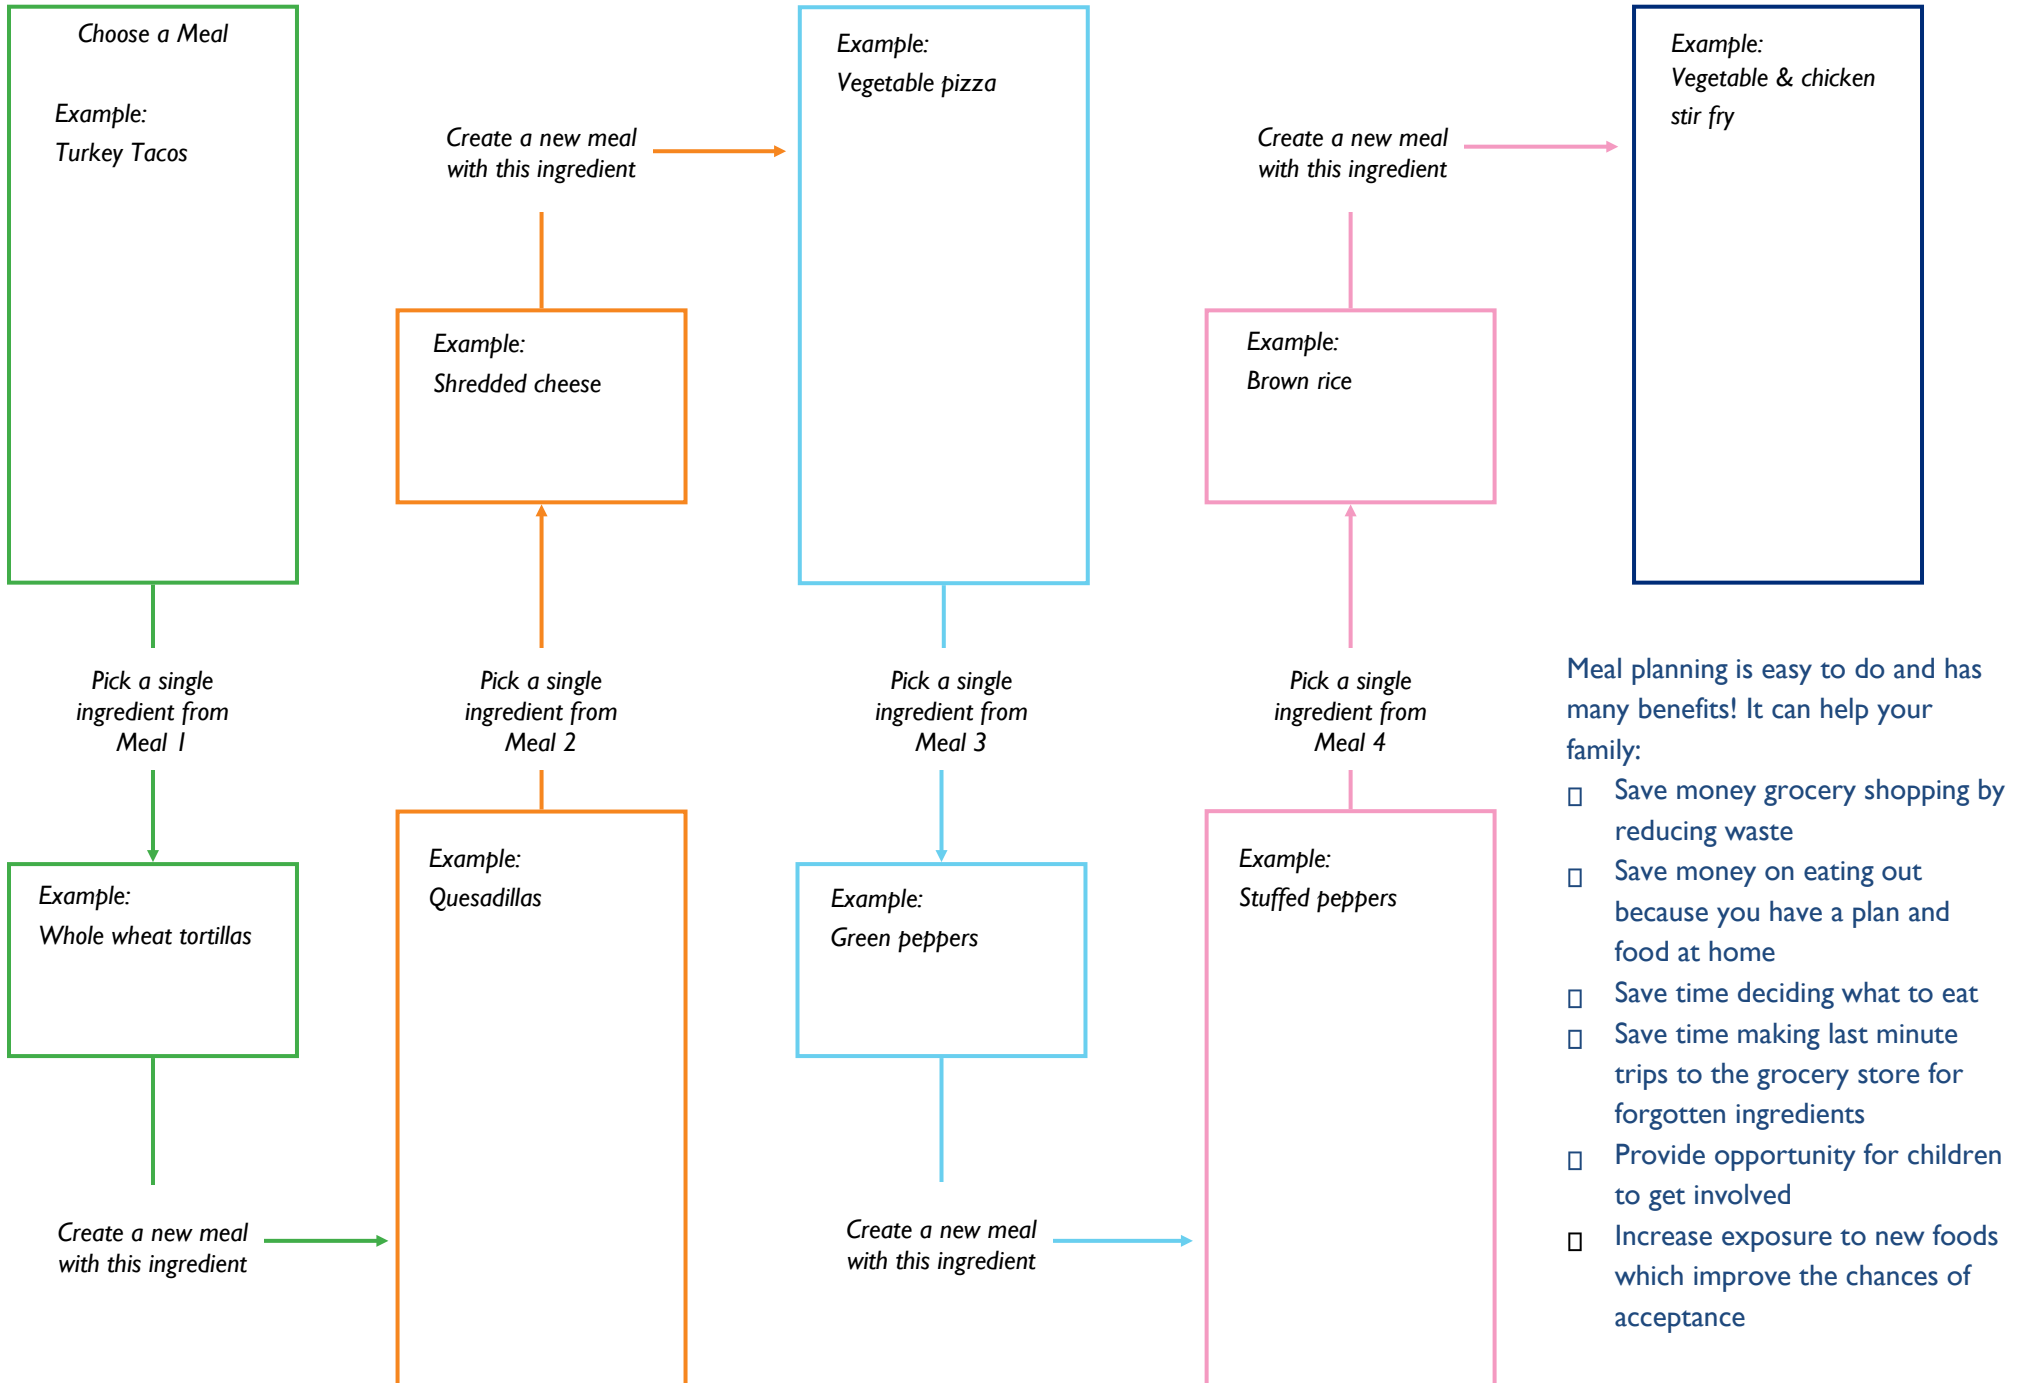 Choose a Meal
Example:
Turkey Tacos
Pick a single
ingredient from
Meal 1
Example:
Whole wheat tortillas
Create a new meal
with this ingredient
Example:
Quesadillas
Pick a single
ingredient from
Meal 2
Example:
Shredded cheese
Create a new meal
with this ingredient
Example:
Vegetable pizza
Pick a single
ingredient from
Meal 3
Example:
Green peppers
Create a new meal
with this ingredient
Example:
Stuffed peppers
Pick a single
ingredient from
Meal 4
Example:
Brown rice
Create a new meal
with this ingredient
Example:
Vegetable & chicken
stir fry
Meal planning is easy to do and has
many benefits! It can help your
family:
Save money grocery shopping by
reducing waste
Save money on eating out
because you have a plan and
food at home
Save time deciding what to eat
Save time making last minute
trips to the grocery store for
forgotten ingredients
Provide opportunity for children
to get involved
Increase exposure to new foods
which improve the chances of
acceptance